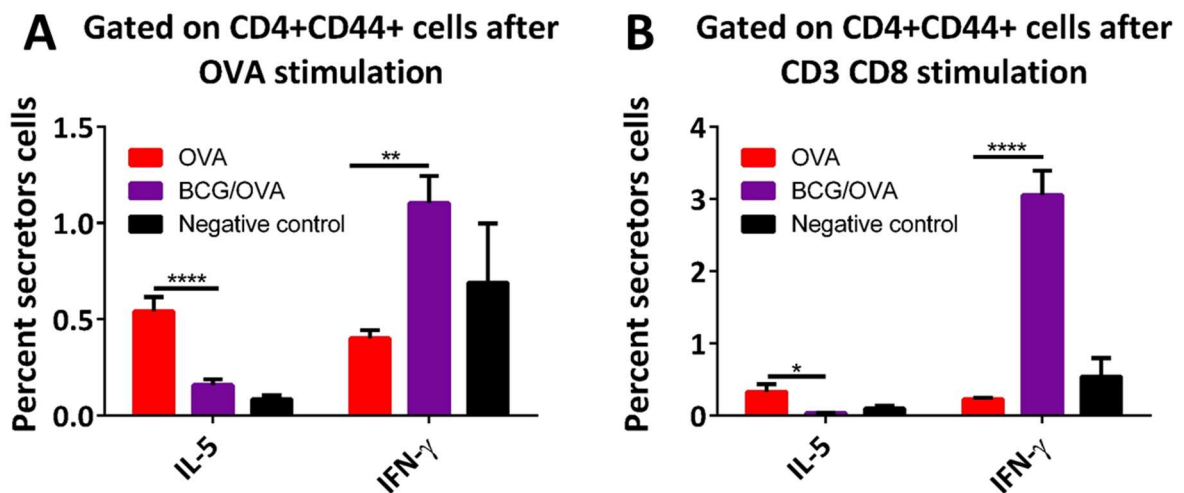 A
Gated on CD4+CD44+ cells after
OVA stimulation
Percent secretors cells
1.5
1.0
0.5
0.0
OVA
BCG/OVA
Negative control
****
**
IL-5
IFN-γ
B
Gated on CD4+CD44+ cells after
CD3 CD8 stimulation
Percent secretors cells
4
3
2
1
0
OVA
BCG/OVA
Negative control
*
****
IL-5
IFN-γ